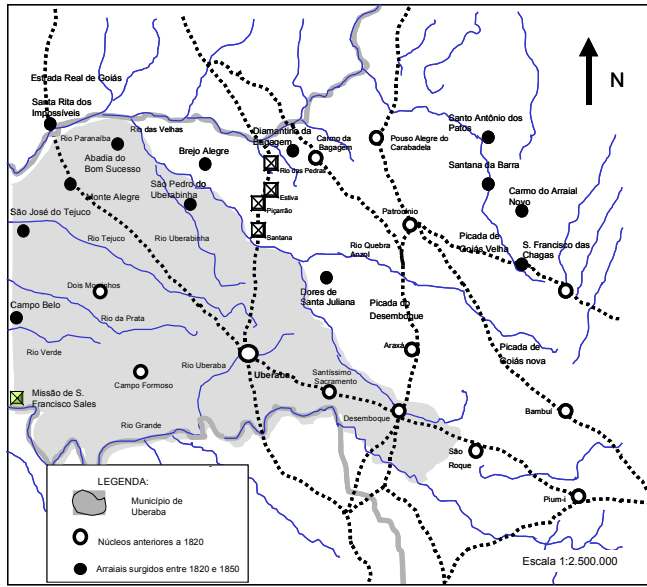 Estrada Real de Goiás
Santa Rita dos
Impossíveis
Rio Paranaíba
Rio das Velhas
Abadia do
Bom Sucesso
Brejo Alegre
Diamantina da
Bagagem
Carmo da
Bagagem
Pouso Alegre do
Carabadela
Santo Antônio dos
Patos
N
Rio das Pedras
Santana da Barra
Monte Alegre
São Pedro do
Uberabinha
Estiva
Piçarrão
Santana
Carmo do Arraial
Novo
São José do Tejuco
Rio Tejuco
Rio Uberabinha
Patrocínio
Picada de
Goiás Velha
S. Francisco das
Chagas
Rio Quebra
Anzol
Dois Morrinhos
Dores de
Santa Juliana
Picada do
Desemboque
Campo Belo
Rio da Prata
Rio Verde
Rio Uberaba
Uberaba
Araxá
Picada de
Goiás nova
Campo Formoso
Santíssimo
Sacramento
Missão de S.
Francisco Sales
Desemboque
Bambuí
Rio Grande
São
Roque
Pium-i
LEGENDA:
Município de
Uberaba
Núcleos anteriores a 1820
Arraiais surgidos entre 1820 e 1850
Escala 1:2.500.000